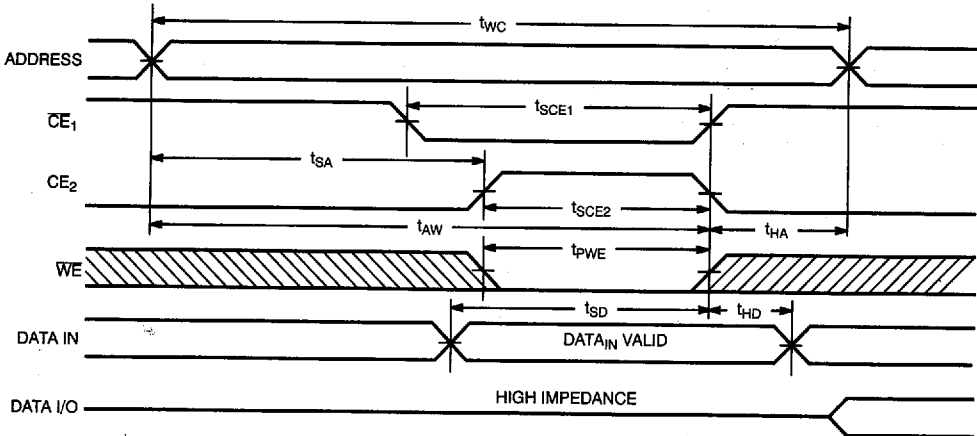 tWC
ADDRESS
CE1
tSCE1
tSA
CE2
tSCE2
tAW
tHA
WE
tPWE
tSD
tHD
DATA IN
DATAIN VALID
DATA I/O
HIGH IMPEDANCE